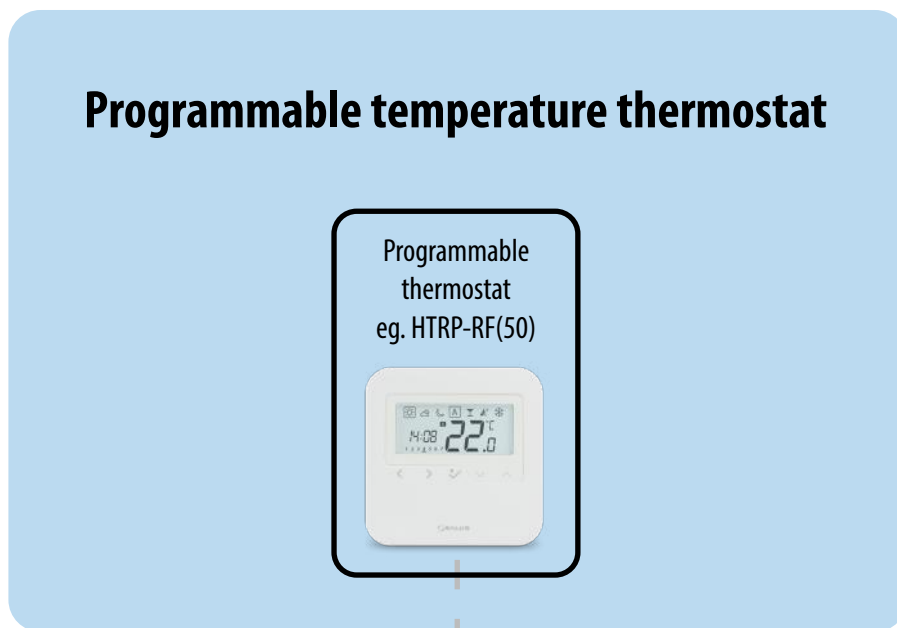 Programmable temperature thermostat
Programmable
thermostat
eg. HTRP-RF(50)
A
14:08 22.0 °C